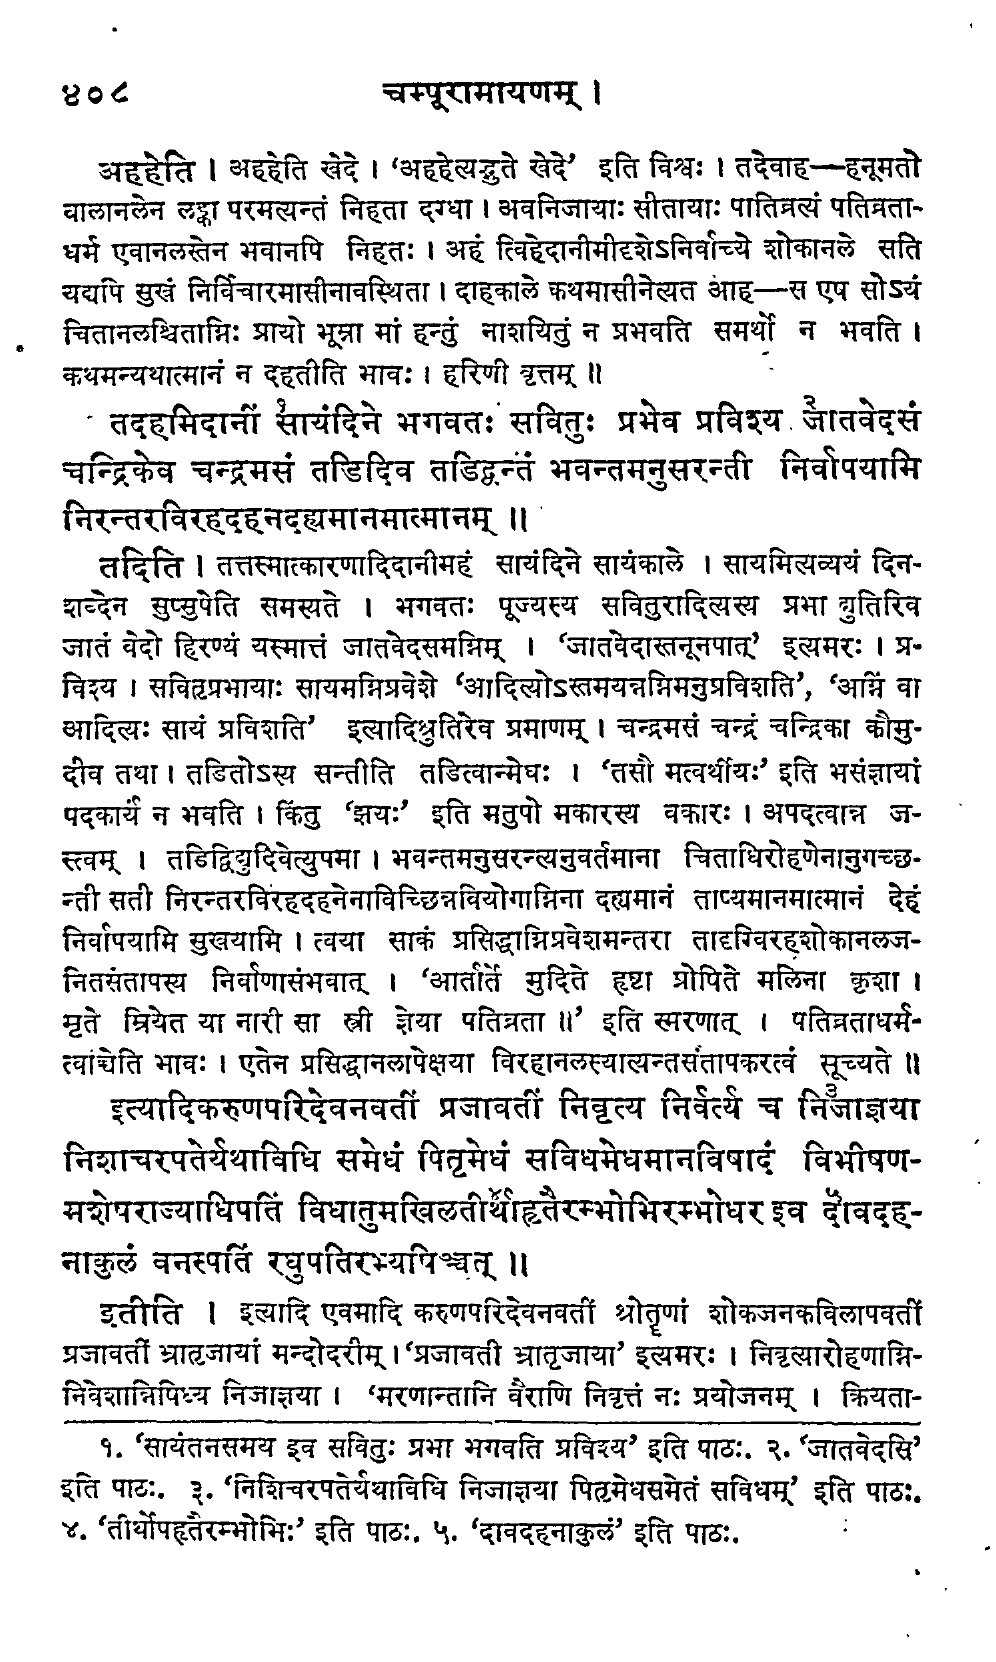 ४०८ चम्पूरामायणम् ।
अहहेति । अहहेति खेदे । ‘अहहेत्यद्भुते खेदे’ इति विश्वः । तदेवाह—हनूमतो
वालानलेन लङ्का परमत्यन्तं निहता दग्धा । अवनिजायाः सीतायाः पातिव्रत्यं पतिव्रता-
धर्म एवानलस्तेन भवानपि निहतः । अहं त्विहेदानीमीदृशेऽनिर्वाच्ये शोकानले सति
यद्यपि सुखं निर्विचारमासीनावस्थिता । दाहकाले कथमासीनेत्यत आह—स एष सोऽयं
चितानलश्चिताग्निः प्रायो भूम्ना मां हन्तुं नाशयितुं न प्रभवति समर्थो न भवति ।
कथमन्यथात्मानं न दहतीति भावः । हरिणी वृत्तम् ॥
तदहमिदानीं सायंदिने भगवतः सवितुः प्रभेव प्रविश्य जातवेदसं
चन्द्रिकेव चन्द्रमसं तडिदिव तडिद्वन्तं भवन्तमनुसरन्ती निर्वापयामि
निरन्तरविरहदहनदह्यमानमात्मानम् ॥
तदिति । तत्तस्मात्कारणादिदानीमहं सायंदिने सायंकाले । सायमित्यव्ययं दिन-
शब्देन सुप्सुपेति समस्यते । भगवतः पूज्यस्य सवितुरादित्यस्य प्रभा द्युतिरिव
जातं वेदो हिरण्यं यस्मात्तं जातवेदसमग्निम् । ‘जातवेदास्तनूनपात्’ इत्यमरः । प्र-
विश्य । सवितृप्रभायाः सायमग्निप्रवेशे ‘आदित्योऽस्तमयन्नग्निमनुप्रविशति’, ‘अग्निं वा
आदित्यः सायं प्रविशति’ इत्यादिश्रुतिरेव प्रमाणम् । चन्द्रमसं चन्द्रं चन्द्रिका कौमु-
दीव तथा । तडितोऽस्य सन्तीति तडित्वान्मेघः । ‘तसौ मत्वर्थीयः’ इति भसंज्ञायां
पदकार्यं न भवति । किंतु ‘झयः’ इति मतुपो मकारस्य वकारः । अपदत्वान्न ज-
स्त्वम् । तडिद्विद्युदिवेत्युपमा । भवन्तमनुसरन्त्यनुवर्तमाना चिताधिरोहणेनानुगच्छ-
न्ती सती निरन्तरविरहदहनेनाविच्छिन्नवियोगाग्निना दह्यमानं ताप्यमानमात्मानं देहं
निर्वापयामि सुखयामि । त्वया साकं प्रसिद्धाग्निप्रवेशमन्तरा तादृग्विरहशोकानलज-
नितसंतापस्य निर्वाणासंभवात् । ‘आर्तार्ते मुदिते हृष्टा प्रोषिते मलिना कृशा ।
मृते म्रियेत या नारी सा स्त्री ज्ञेया पतिव्रता ॥’ इति स्मरणात् । पतिव्रताधर्म-
त्वाच्चेति भावः । एतेन प्रसिद्धानलापेक्षया विरहानलस्यात्यन्तसंतापकरत्वं सूच्यते ॥
इत्यादिकरुणपरिदेवनवतीं प्रजावतीं निवृत्य निर्वर्त्य च निजाज्ञया
निशाचरपतेर्यथाविधि समेधं पितृमेधं सविधमेधमानविषादं विभीषण-
मशेषराज्याधिपतिं विधातुमखिलतीर्थाहृतैरम्भोभिरम्भोधर इव दावदह-
नाकुलं वनस्पतिं रघुपतिरभ्यषिञ्चत् ॥
इतीति । इत्यादि एवमादि करुणपरिदेवनवतीं श्रोतॄणां शोकजनकविलापवतीं
प्रजावतीं भ्रातृजायां मन्दोदरीम् । ‘प्रजावती भ्रातृजाया’ इत्यमरः । निवृत्यारोहणाग्नि-
निवेशान्निषिध्य निजाज्ञया । ‘मरणान्तानि वैराणि निवृत्तं नः प्रयोजनम् । क्रियता-
१. ‘सायंतनसमय इव सवितुः प्रभा भगवति प्रविश्य’ इति पाठः. २. ‘जातवेदसि’
इति पाठः. ३. ‘निशिचरपतेर्यथाविधि निजाज्ञया पितृमेधसमेतं सविधम्’ इति पाठः.
४. ‘तीर्थोपहृतैरम्भोभिः’ इति पाठः. ५. ‘दावदहनाकुलं’ इति पाठः.